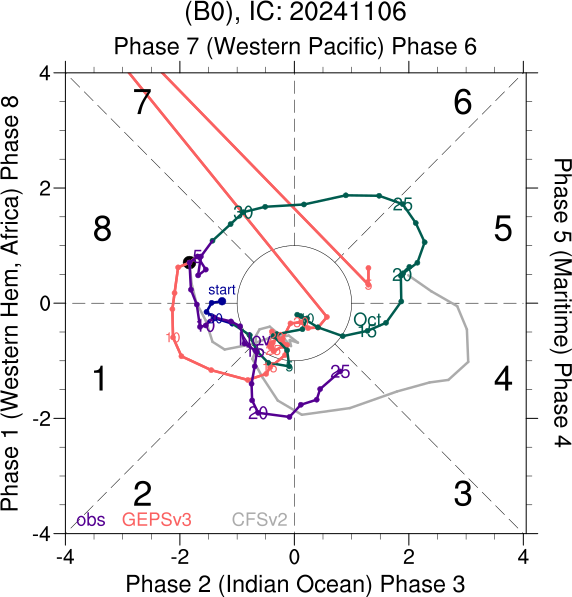 (B0), IC: 20241106
Phase 7 (Western Pacific) Phase 6
Phase 1 (Western Hem, Africa) Phase 8
Phase 5 (Maritime) Phase 4
4
2
0
-2
-4
7
6
8
5
1
4
2
3
30
25
20
15
Oct
start
5
Nov
15
10
20
25
obs
GEPSv3
CFSv2
-4
-2
0
2
4
Phase 2 (Indian Ocean) Phase 3